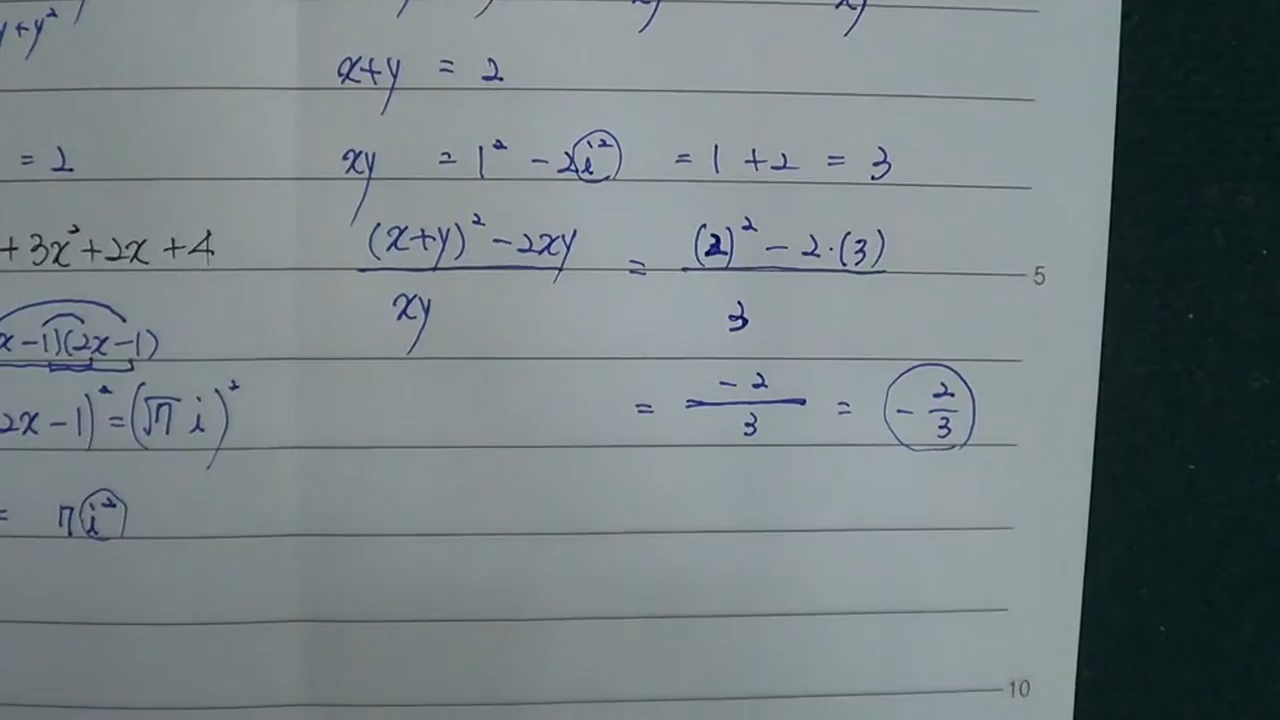 y+y²
x+y = 2
= 2
xy = 1² - 2i² = 1 + 2 = 3
+ 3x² + 2x + 4
(x+y)² - 2xy / xy = (2)² - 2·(3) / 3
5
x-1)(2x-1)
= -2/3 = -2/3
2x-1)² = (√7 i)²
= 7i²
10